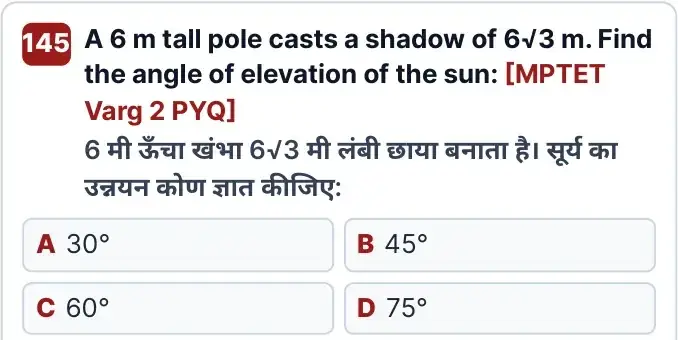 145 A 6 m tall pole casts a shadow of 6√3 m. Find
the angle of elevation of the sun: [MPTET
Varg 2 PYQ]
6 मी ऊँचा खंभा 6√3 मी लंबी छाया बनाता है। सूर्य का
उन्नयन कोण ज्ञात कीजिए:
A 30° B 45°
C 60° D 75°